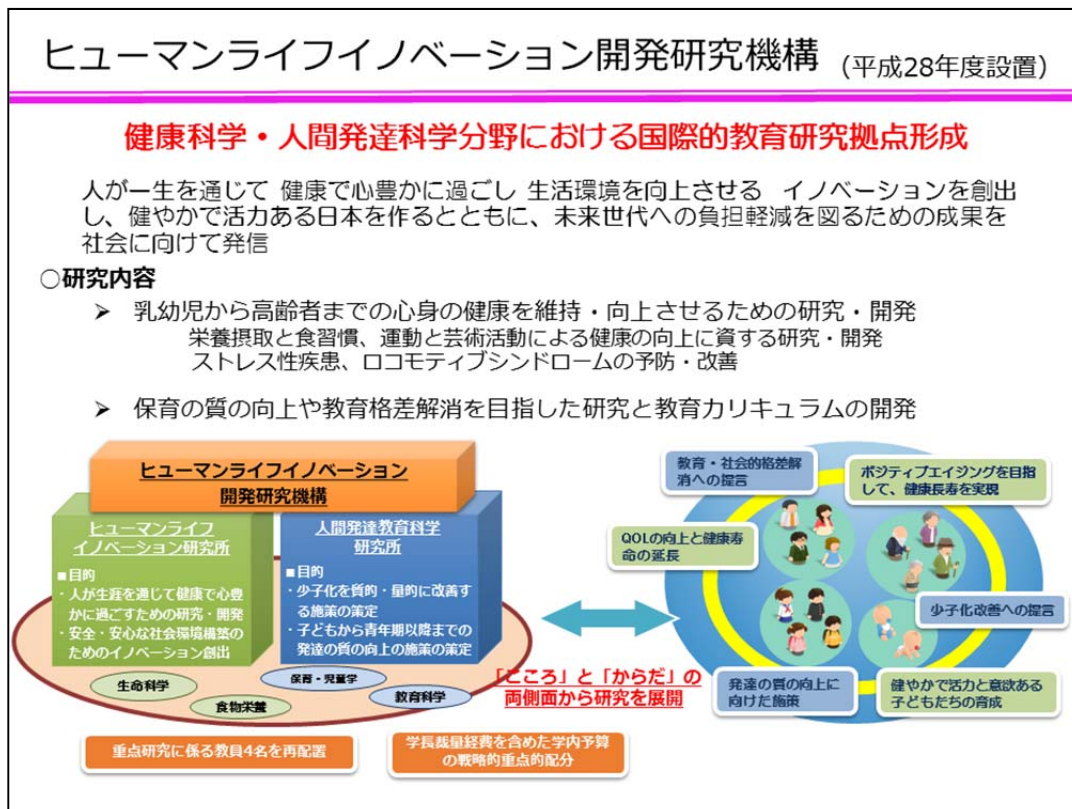 ヒューマンライフイノベーション開発研究機構 (平成28年度設置)
健康科学・人間発達科学分野における国際的教育研究拠点形成
人が一生を通じて 健康で心豊かに過ごし 生活環境を向上させる イノベーションを創出
し、健やかで活力ある日本を作るとともに、未来世代への負担軽減を図るための成果を
社会に向けて発信
○研究内容
➢ 乳幼児から高齢者までの心身の健康を維持・向上させるための研究・開発
栄養摂取と食習慣、運動と芸術活動による健康の向上に資する研究・開発
ストレス性疾患、ロコモティブシンドロームの予防・改善
➢ 保育の質の向上や教育格差解消を目指した研究と教育カリキュラムの開発
ヒューマンライフイノベーション
開発研究機構
ヒューマンライフ
イノベーション研究所
■目的
・人が生涯を通じて健康で心豊
かに過ごすための研究・開発
・安全・安心な社会環境構築の
ためのイノベーション創出
人間発達教育科学
研究所
■目的
・少子化を質的・量的に改善す
る施策の策定
・子どもから青年期以降までの
発達の質の向上の施策の策定
生命科学
食物栄養
保育・児童学
教育科学
「こころ」と「からだ」の
両側面から研究を展開
教育・社会的格差解
消への提言
ポジティブエイジングを目指
して、健康長寿を実現
QOLの向上と健康寿
命の延長
少子化改善への提言
発達の質の向上に
向けた施策
健やかで活力と意欲ある
子どもたちの育成
重点研究に係る教員4名を再配置
学長裁量経費を含めた学内予算
の戦略的重点的配分